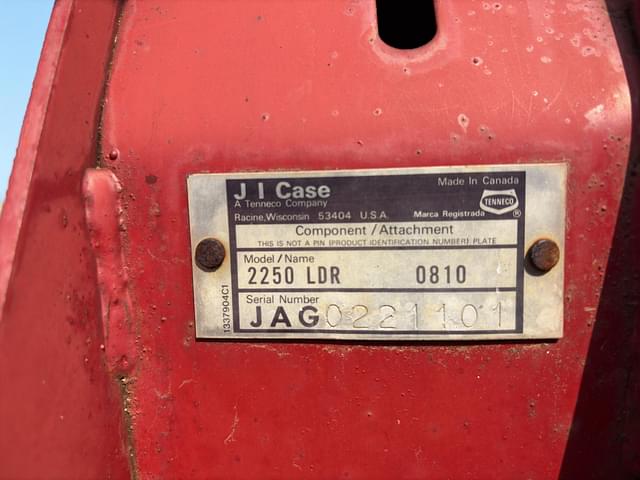 J I Case
Made In Canada
A Tenneco Company
TENNECO
Racine, Wisconsin 53404 U.S.A.
Marca Registrada ®
Component / Attachment
THIS IS NOT A PIN (PRODUCT IDENTIFICATION NUMBER) PLATE
Model / Name
2250 LDR 0810
Serial Number
JAG0221101
1337904C1